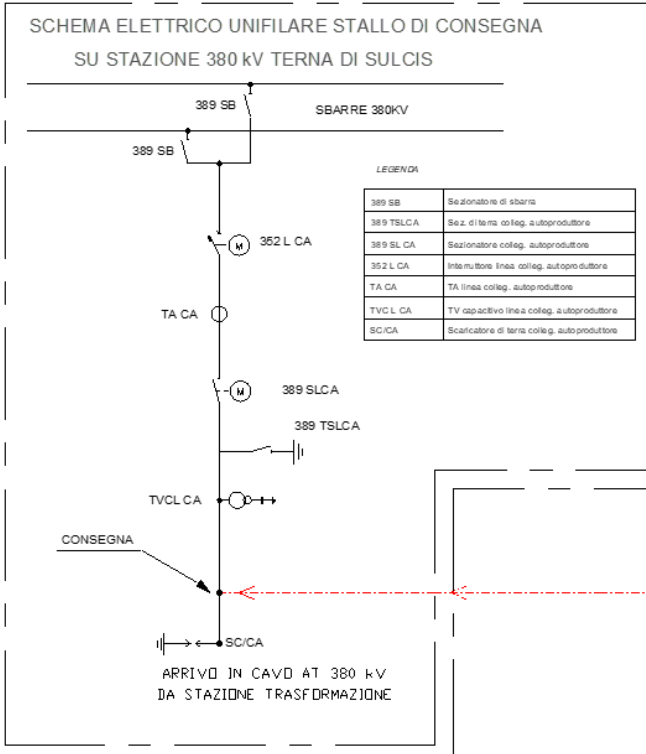 SCHEMA ELETTRICO UNIFILARE STALLO DI CONSEGNA
SU STAZIONE 380 kV TERNA DI SULCIS
389 SB
SBARRE 380KV
389 SB
LEGENDA
389 SB Sezionatore di sbarra
389 TSLCA Sez. di terra colleg. autoproduttore
389 SL CA Sezionatore colleg. autoproduttore
352 L CA Interruttore linea colleg. autoproduttore
TA CA TA linea colleg. autoproduttore
TVC L CA TV capacitivo linea colleg. autoproduttore
SC/CA Scaricatore di terra colleg. autoproduttore
M 352 L CA
TA CA
M 389 SLCA
389 TSLCA
TVCL CA
CONSEGNA
SC/CA
ARRIVO IN CAVO AT 380 kV
DA STAZIONE TRASFORMAZIONE